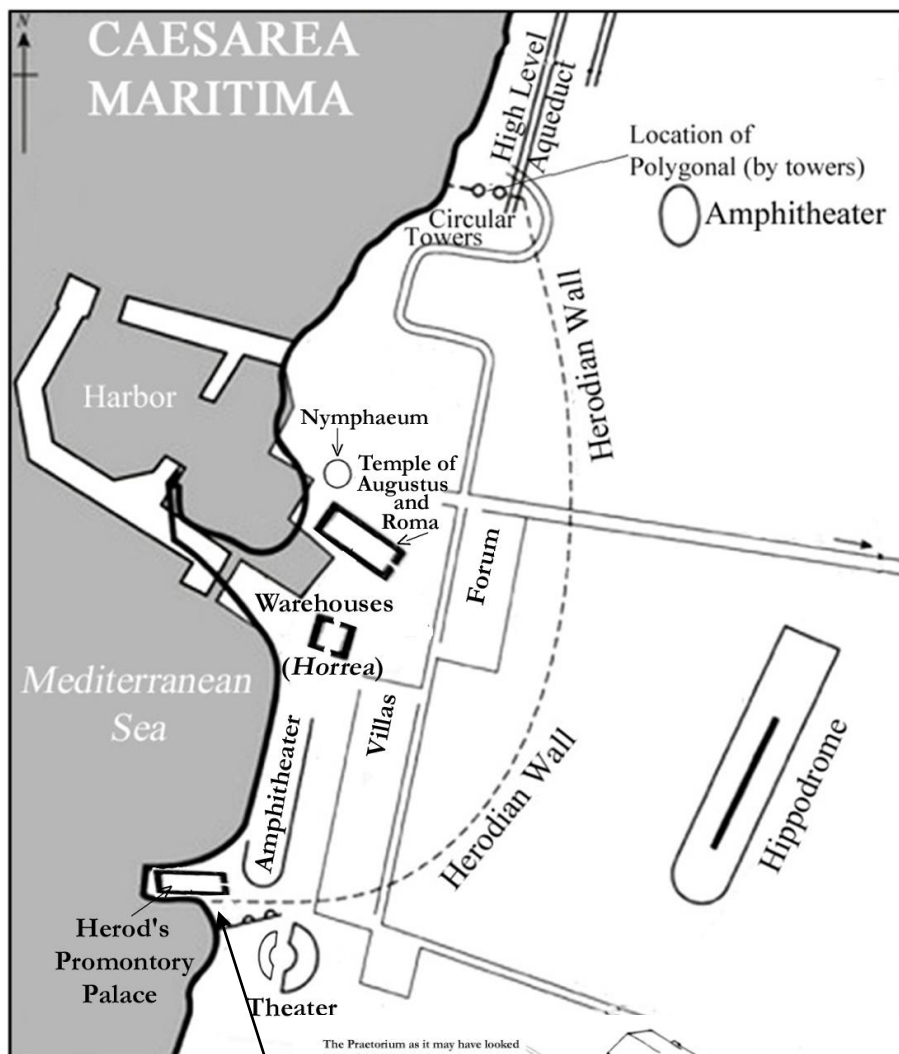 N
CAESAREA
MARITIMA
High Level
Aqueduct
Location of
Polygonal (by towers)
Amphitheater
Circular
Towers
Herodian Wall
Harbor
Nymphaeum
Temple of
Augustus
and
Roma
Forum
Warehouses
(Horrea)
Mediterranean
Sea
Villas
Amphitheater
Herodian Wall
Hippodrome
Herod's
Promontory
Palace
Theater
The Praetorium as it may have looked